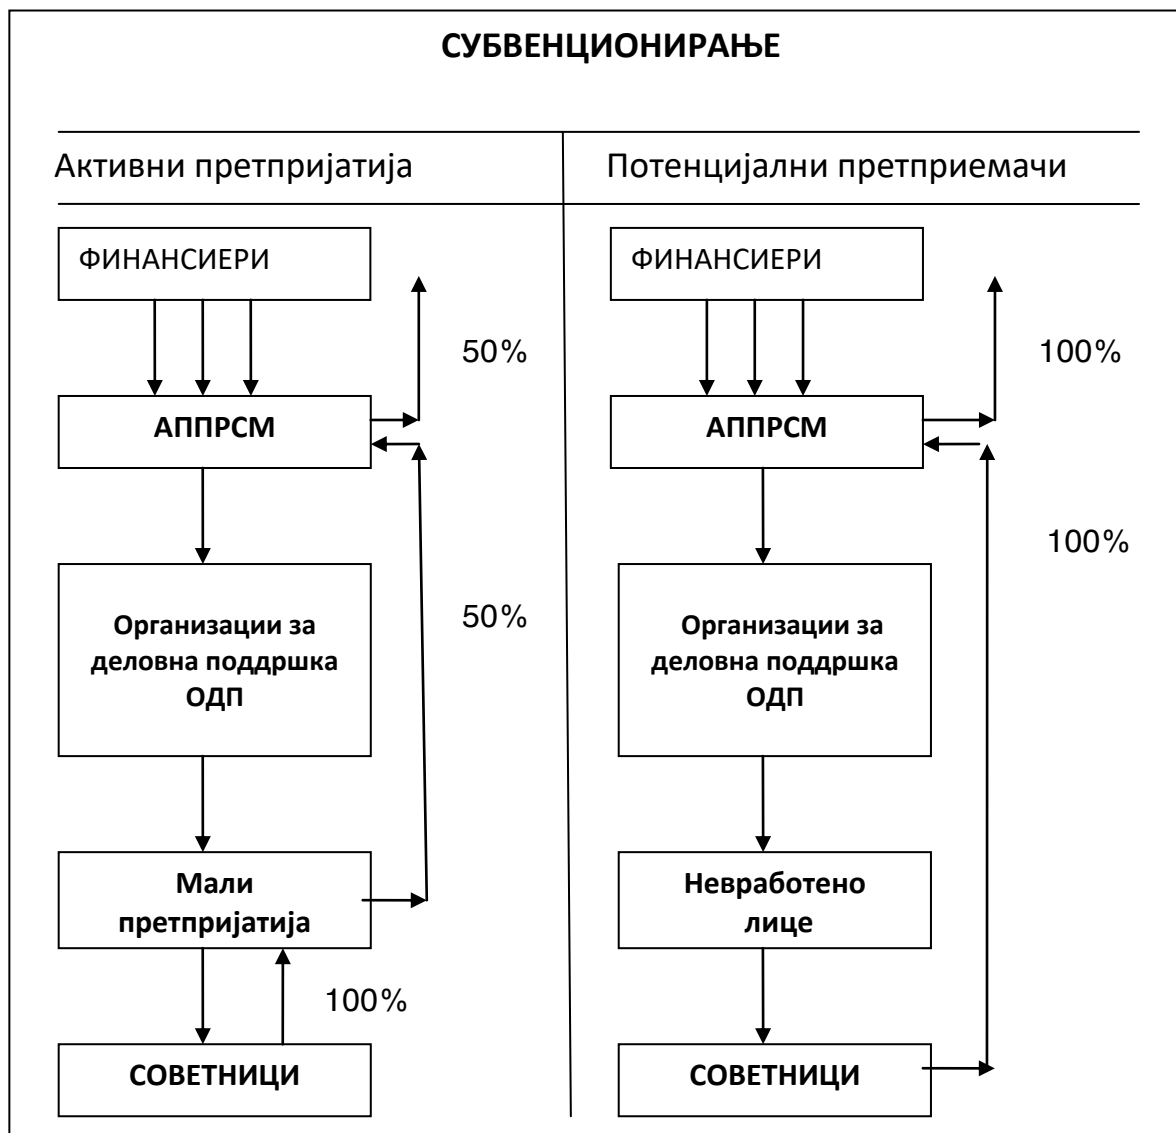 СУБВЕНЦИОНИРАЊЕ
Активни претпријатија
Потенцијални претприемачи
ФИНАНСИЕРИ
50%
АППРСМ
Организации за
деловна поддршка
ОДП
50%
Мали
претпријатија
100%
СОВЕТНИЦИ
ФИНАНСИЕРИ
100%
АППРСМ
100%
Организации за
деловна поддршка
ОДП
Невработено
лице
СОВЕТНИЦИ